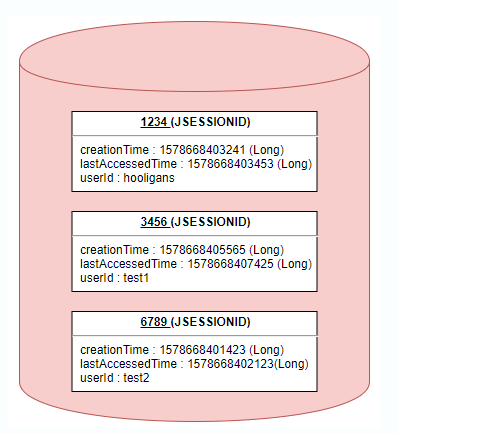 1234 (JSESSIONID)
creationTime : 1578668403241 (Long)
lastAccessedTime : 1578668403453 (Long)
userId : hooligans
3456 (JSESSIONID)
creationTime : 1578668405565 (Long)
lastAccessedTime : 1578668407425 (Long)
userId : test1
6789 (JSESSIONID)
creationTime : 1578668401423 (Long)
lastAccessedTime : 1578668402123(Long)
userId : test2